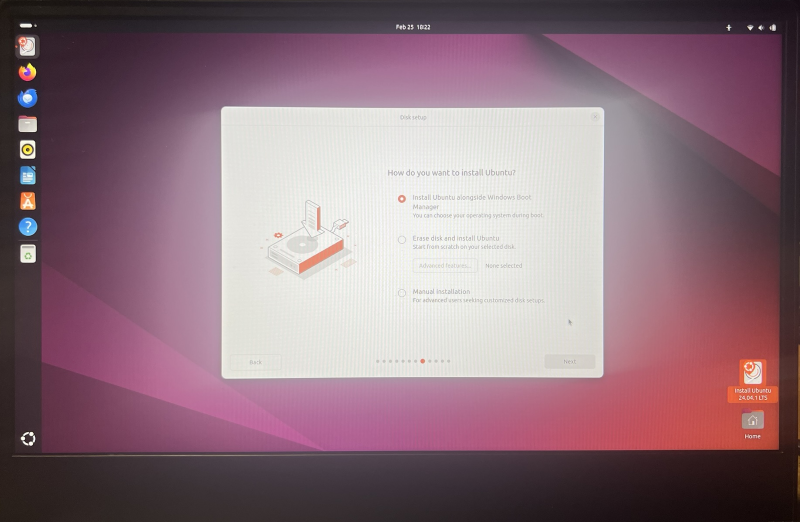 Feb 25 10:22
Disk setup
How do you want to install Ubuntu?
Install Ubuntu alongside Windows Boot
Manager
You can choose your operating system during boot.
Erase disk and install Ubuntu
Start from scratch on your selected disk.
Advanced features... None selected
Manual installation
For advanced users seeking customized disk setups.
Back
Next
Install Ubuntu
24.04.1 LTS
Home